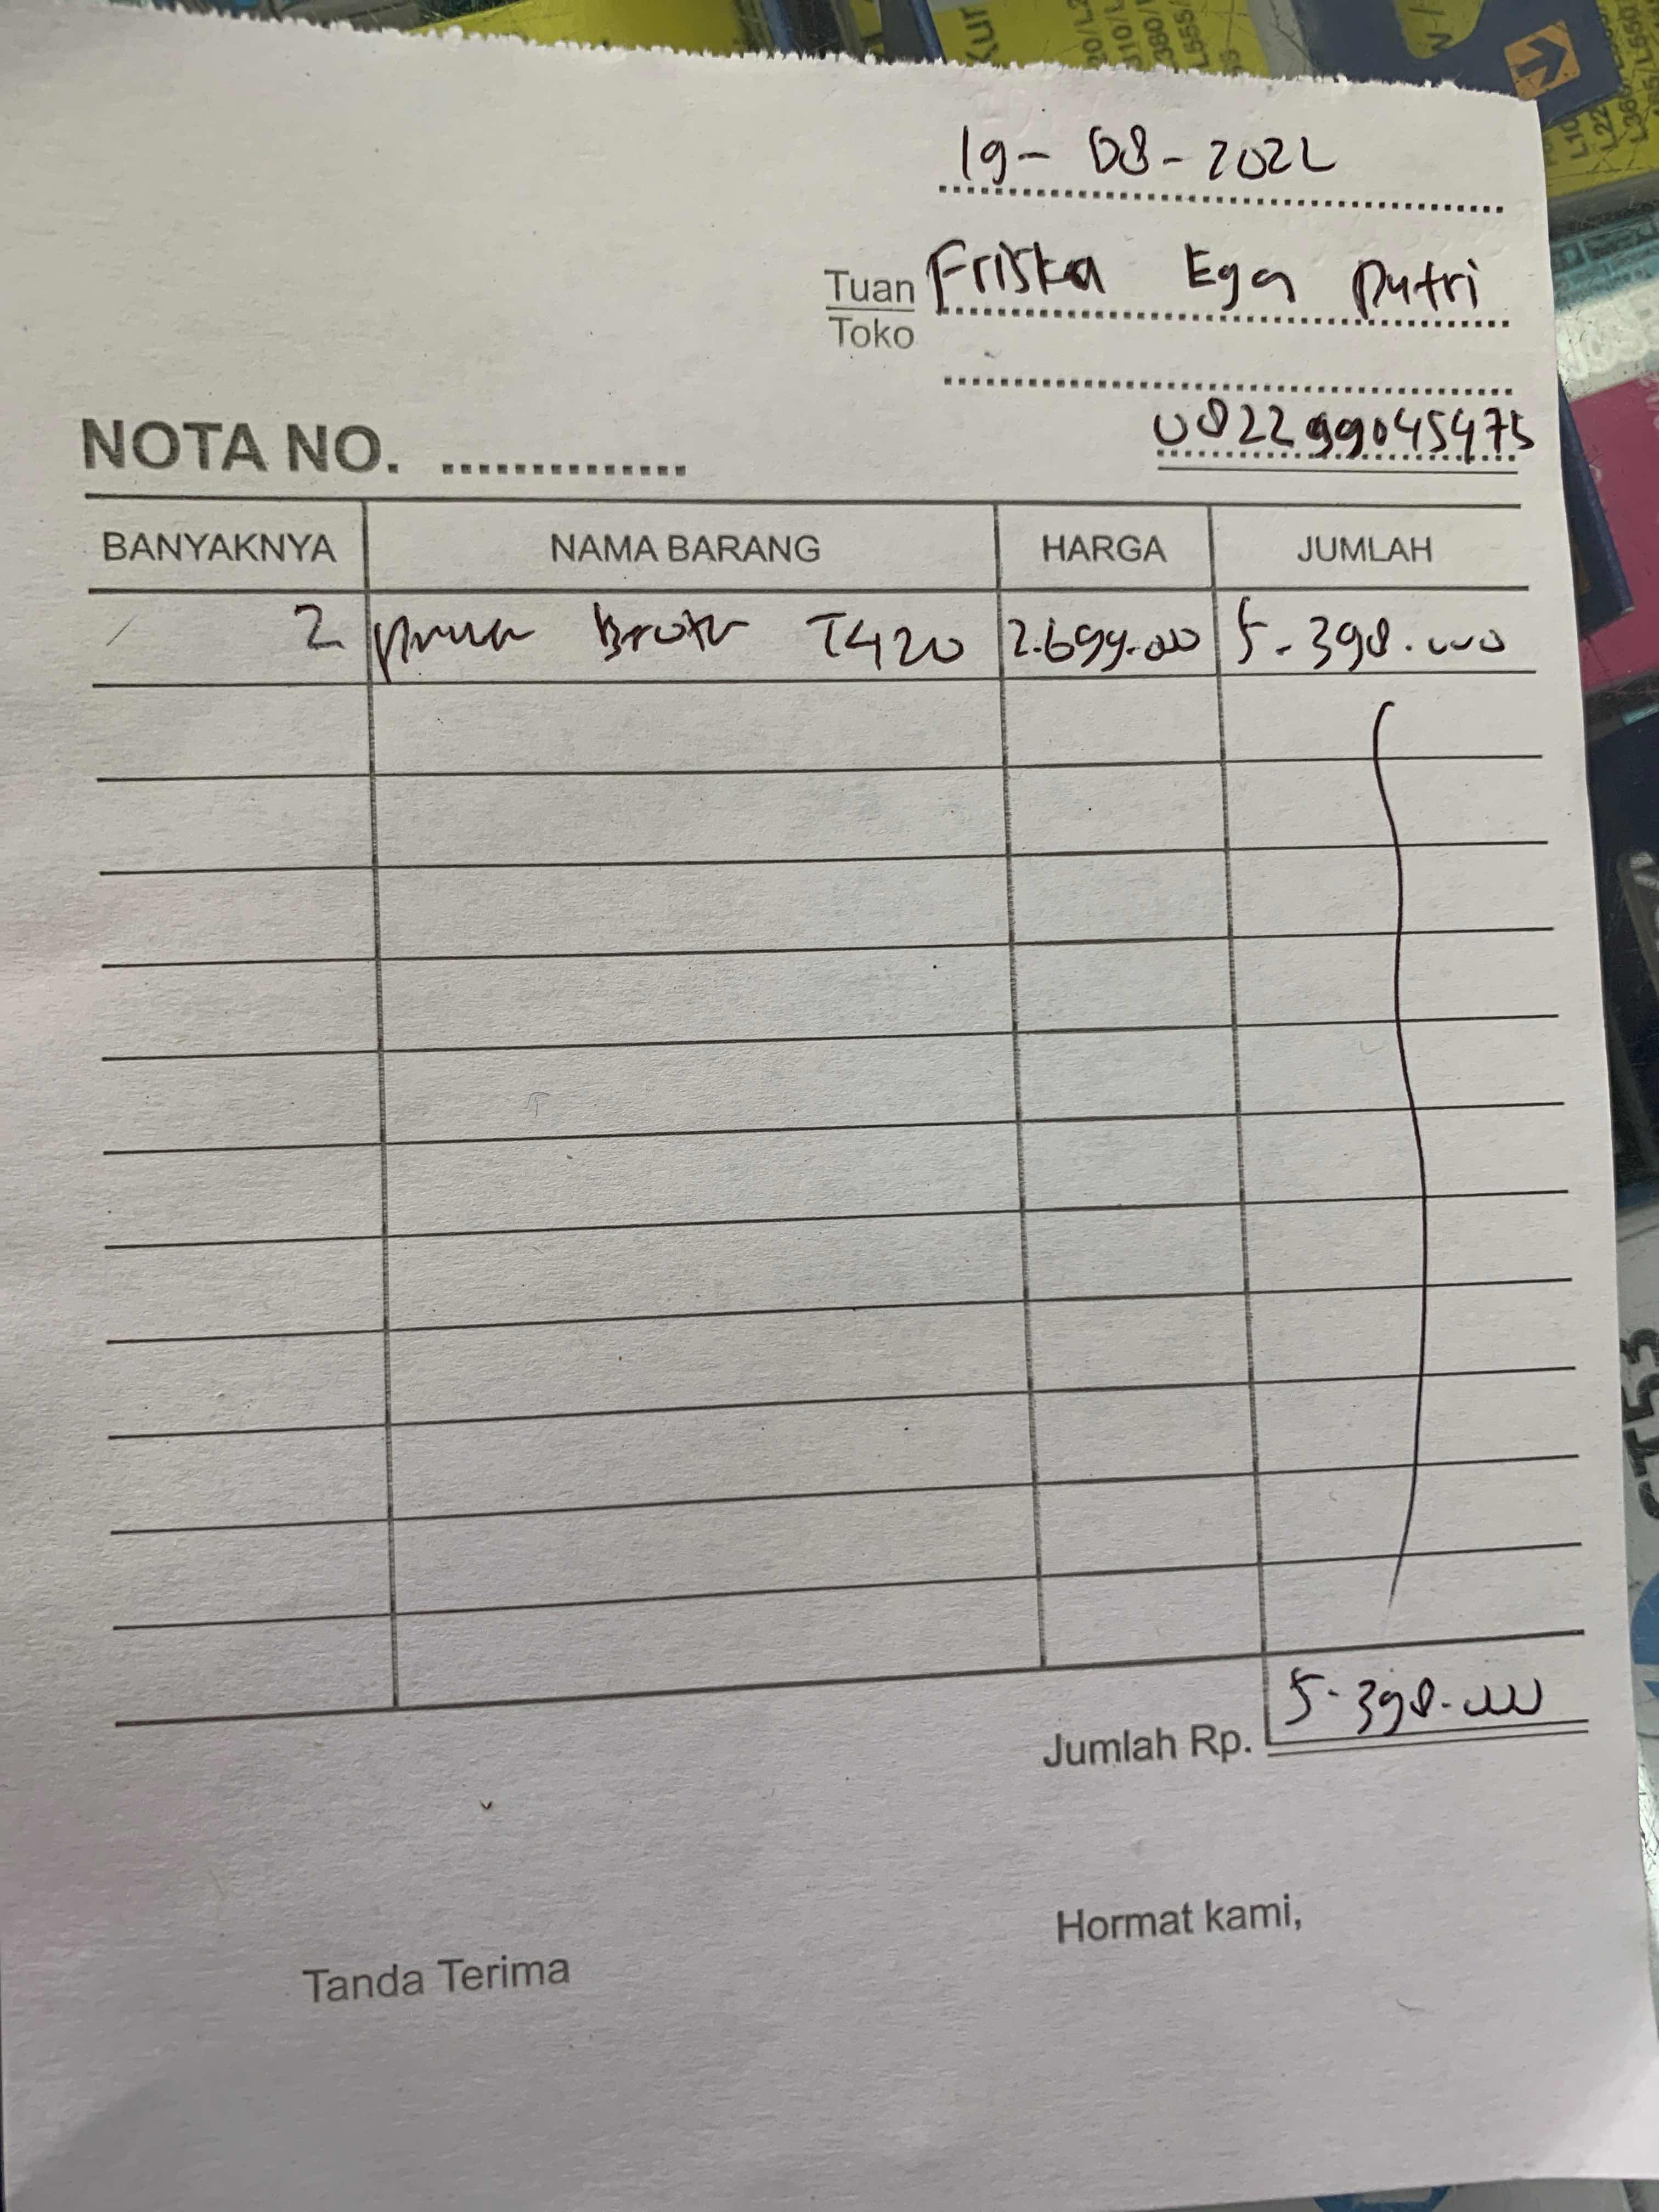 19-08-2022
Tuan Friska Ega Putri
Toko
NOTA NO. ..............
082299045475
BANYAKNYA NAMA BARANG HARGA JUMLAH
2 T420 2.699.000 5.398.000
Jumlah Rp. 5.398.000
Hormat kami,
Tanda Terima
CT53